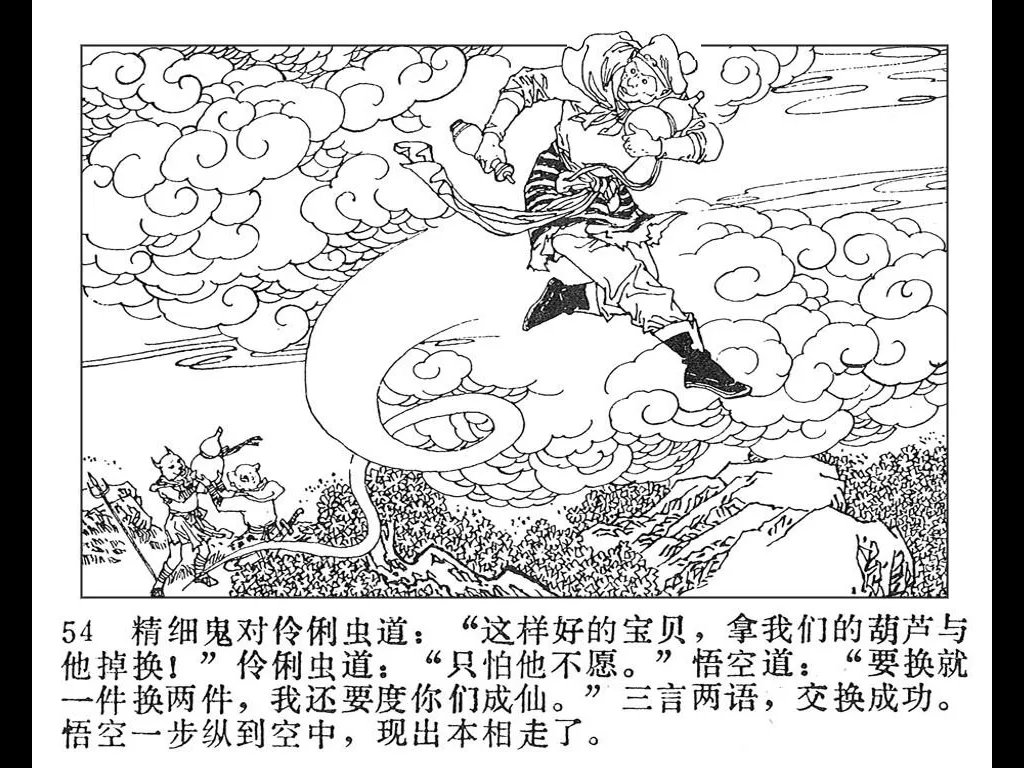 54 精细鬼对伶俐虫道：“这样好的宝贝，拿我们的葫芦与
他掉换！”伶俐虫道：“只怕他不愿。”悟空道：“要换就
一件换两件，我还要度你们成仙。”三言两语，交换成功。
悟空一步纵到空中，现出本相走了。